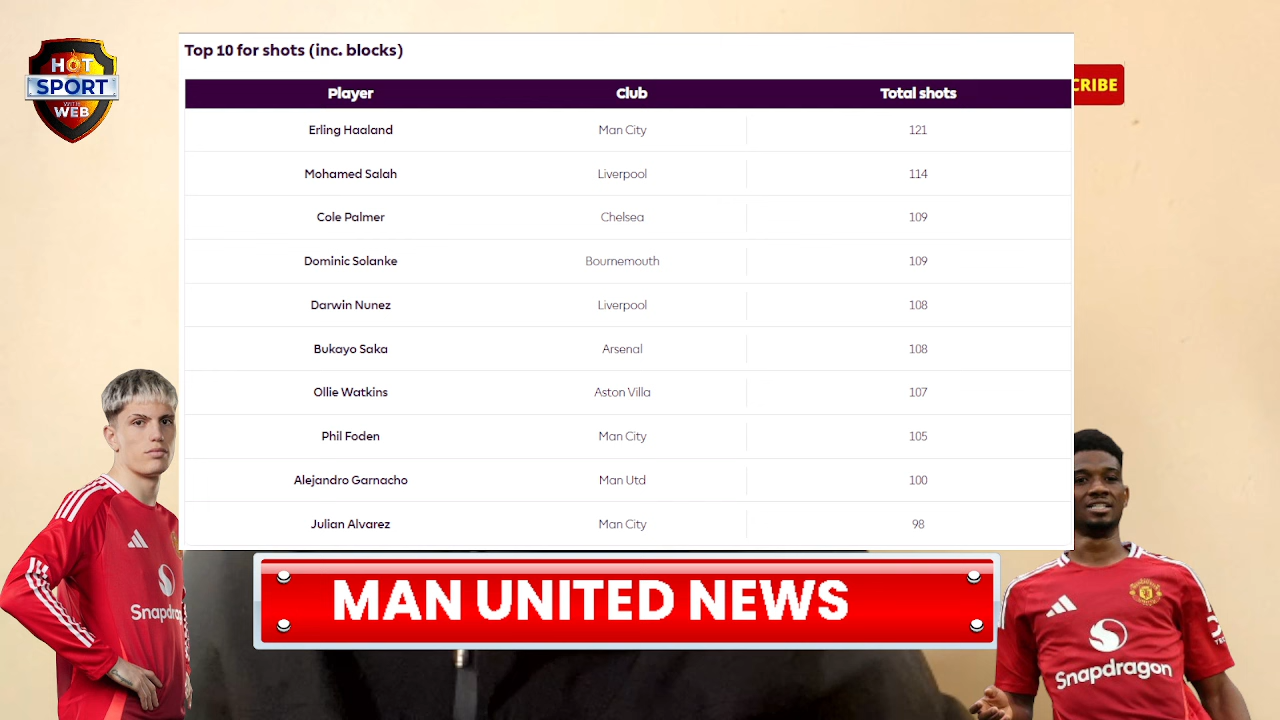 Top 10 for shots (inc. blocks)
HOT
SPORT
WITH
WEB
CRIBE
Player Club Total shots
Erling Haaland Man City 121
Mohamed Salah Liverpool 114
Cole Palmer Chelsea 109
Dominic Solanke Bournemouth 109
Darwin Nunez Liverpool 108
Bukayo Saka Arsenal 108
Ollie Watkins Aston Villa 107
Phil Foden Man City 105
Alejandro Garnacho Man Utd 100
Julian Alvarez Man City 98
MAN UNITED NEWS
Snapdrag
Snapdragon